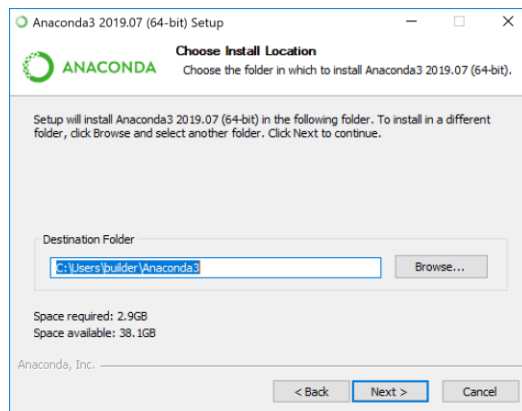 Anaconda3 2019.07 (64-bit) Setup
ANACONDA
Choose Install Location
Choose the folder in which to install Anaconda3 2019.07 (64-bit).
Setup will install Anaconda3 2019.07 (64-bit) in the following folder. To install in a different
folder, click Browse and select another folder. Click Next to continue.
Destination Folder
C:\Users\builder\Anaconda3
Browse...
Space required: 2.9GB
Space available: 38.1GB
Anaconda, Inc.
< Back
Next >
Cancel